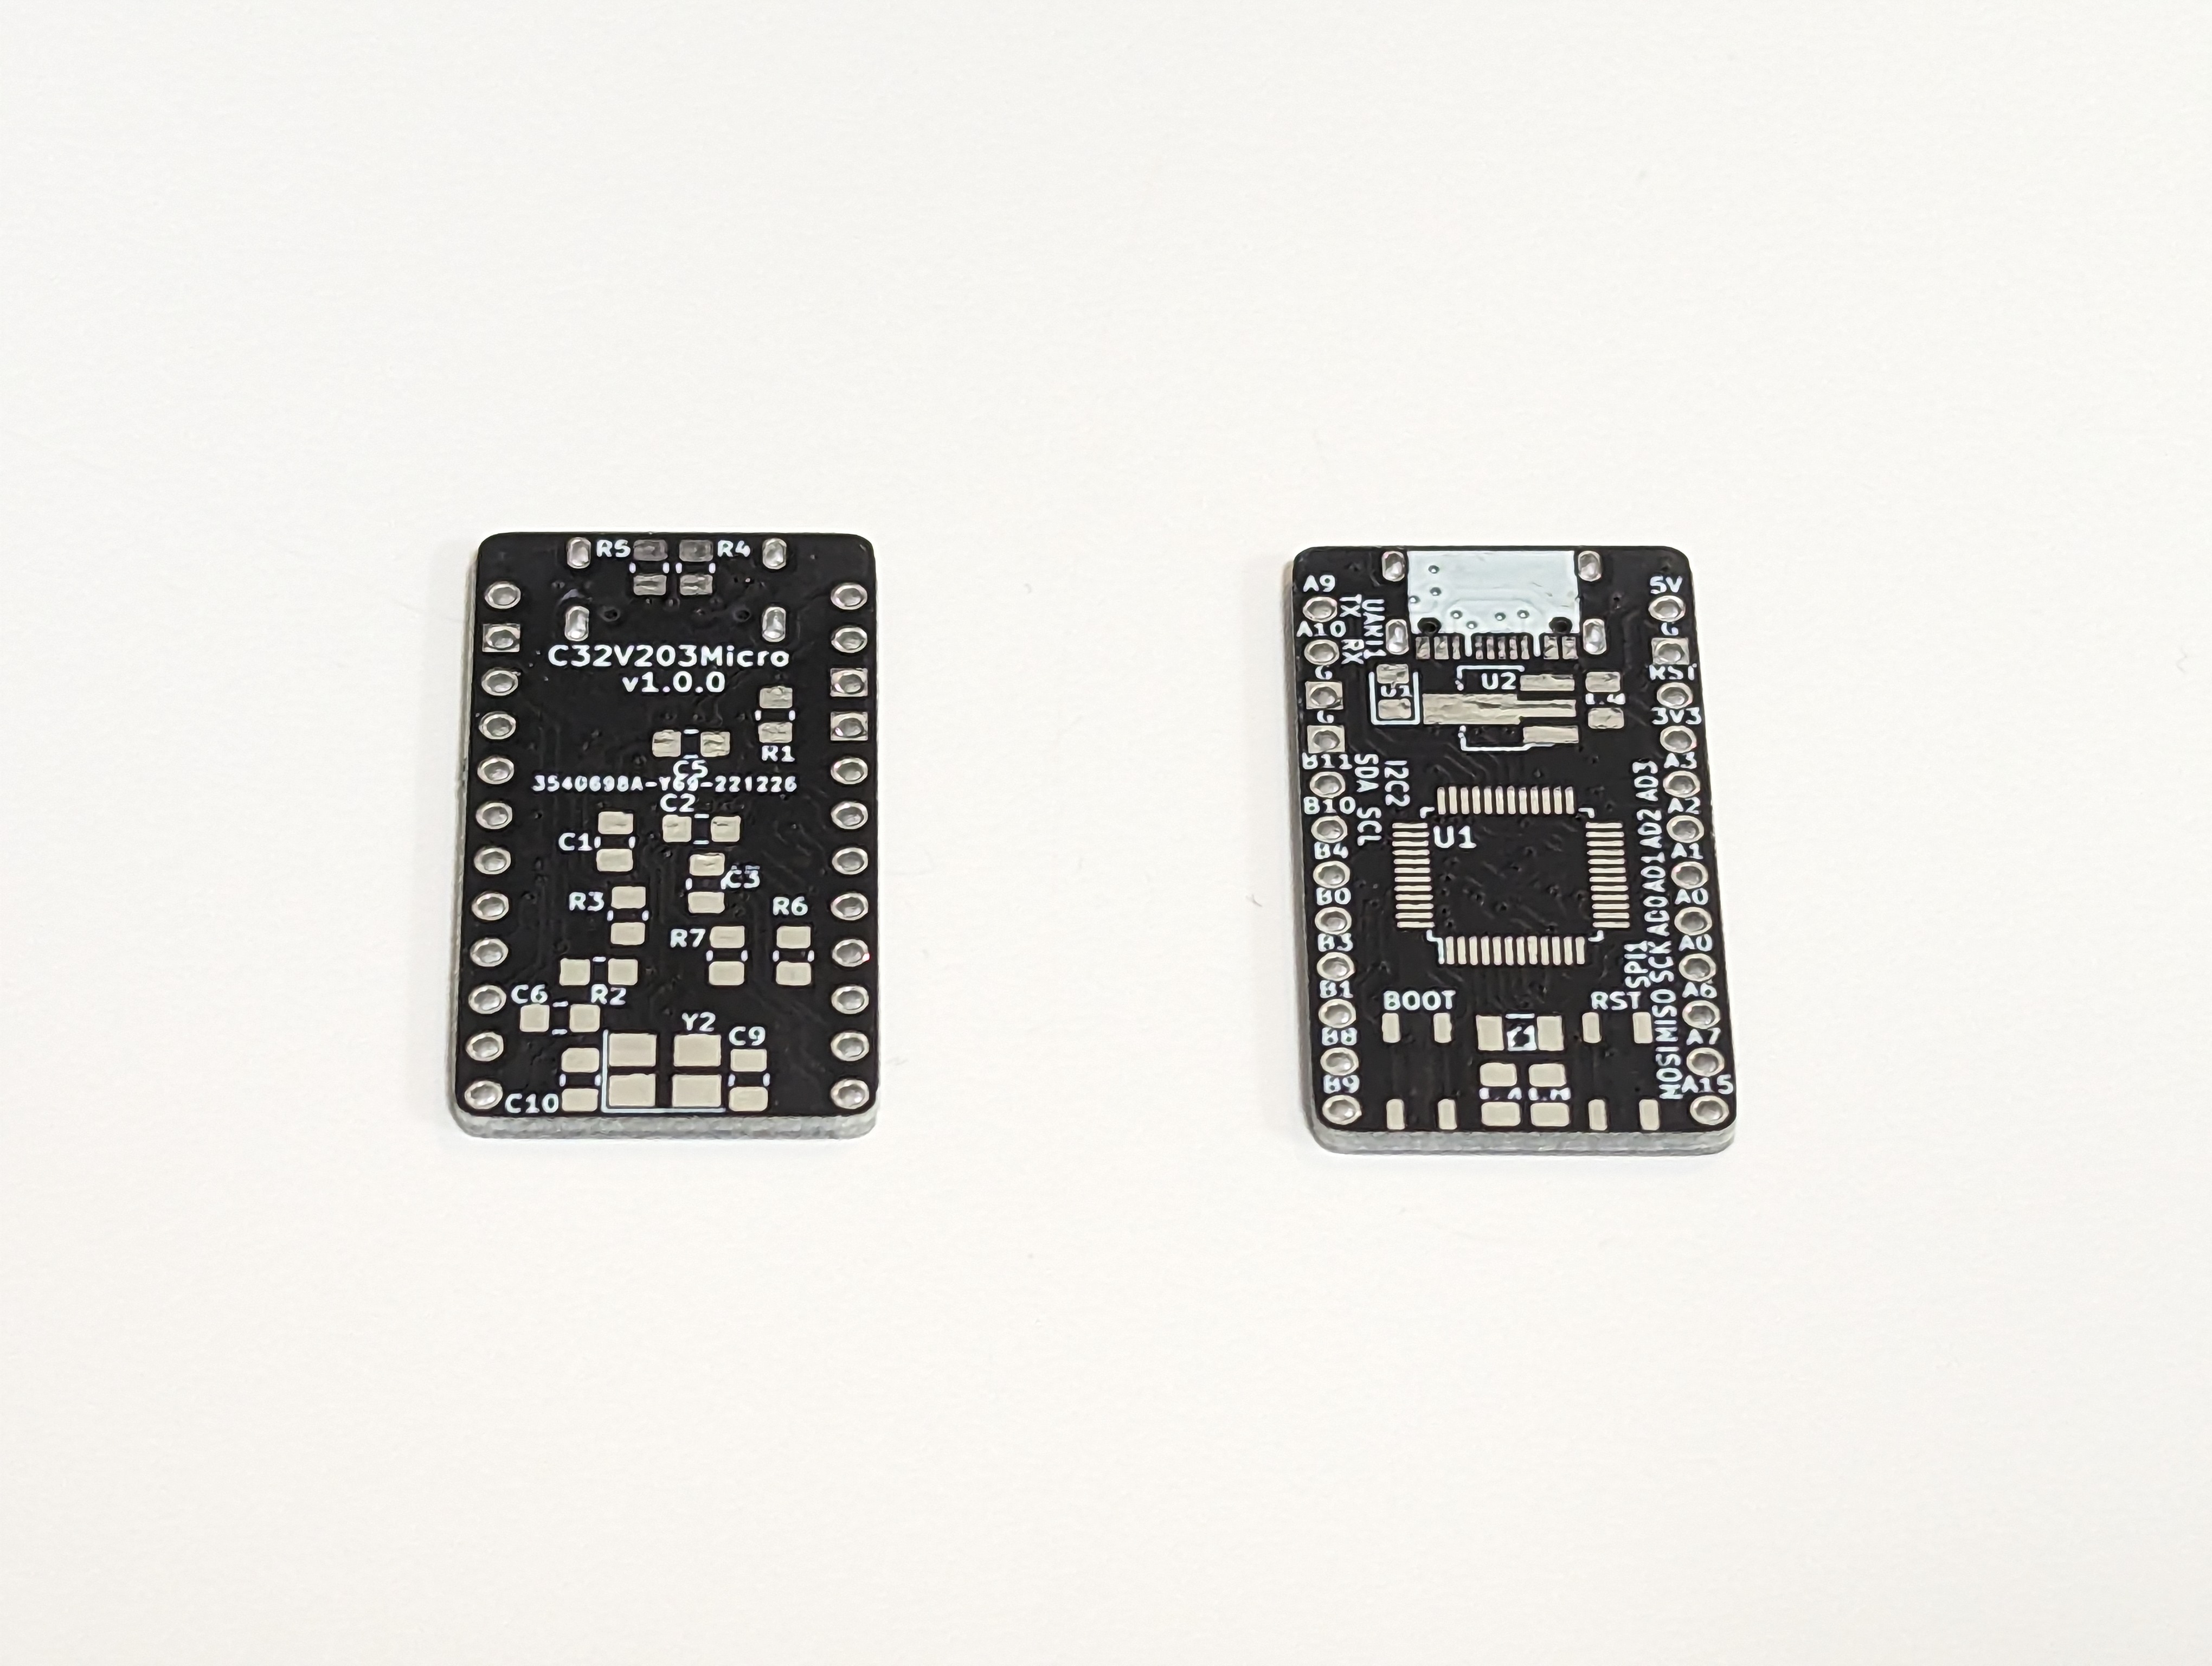 R5
R4
C32V203Micro
v1.0.0
R1
C5
3540698A-Y69-221226
C2
C1
C3
R3
R6
R7
C6
R2
Y2
C9
C10
A9
5V
TX
UART1
A10
RX
G
G
RST
U2
G
3V3
B11
SDA
I2C2
A3
AD3
B10
SCL
A2
AD2
U1
B4
A1
AD1
B0
A0
AD0
B3
SCK
SPI1
B1
A6
MISO
BOOT
RST
B8
A7
MOSI
B9
A15